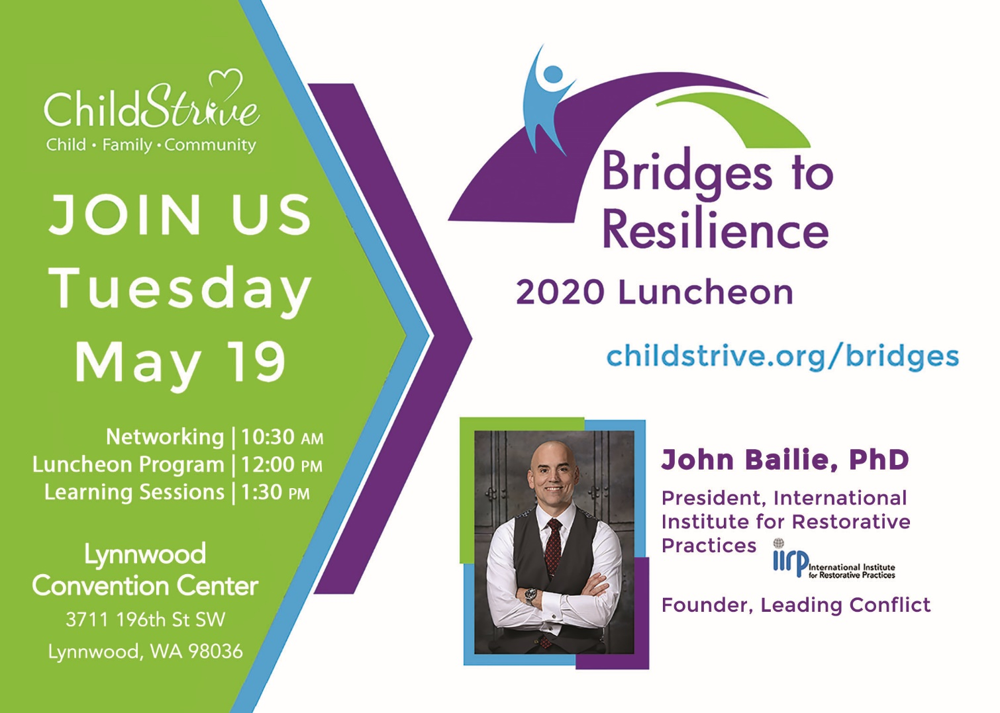 ChildStrive
Child • Family • Community
JOIN US
Tuesday
May 19
Networking | 10:30 AM
Luncheon Program | 12:00 PM
Learning Sessions | 1:30 PM
Lynnwood
Convention Center
3711 196th St SW
Lynnwood, WA 98036
Bridges to
Resilience
2020 Luncheon
childstrive.org/bridges
John Bailie, PhD
President, International
Institute for Restorative
Practices
iirp International Institute
for Restorative Practices
Founder, Leading Conflict